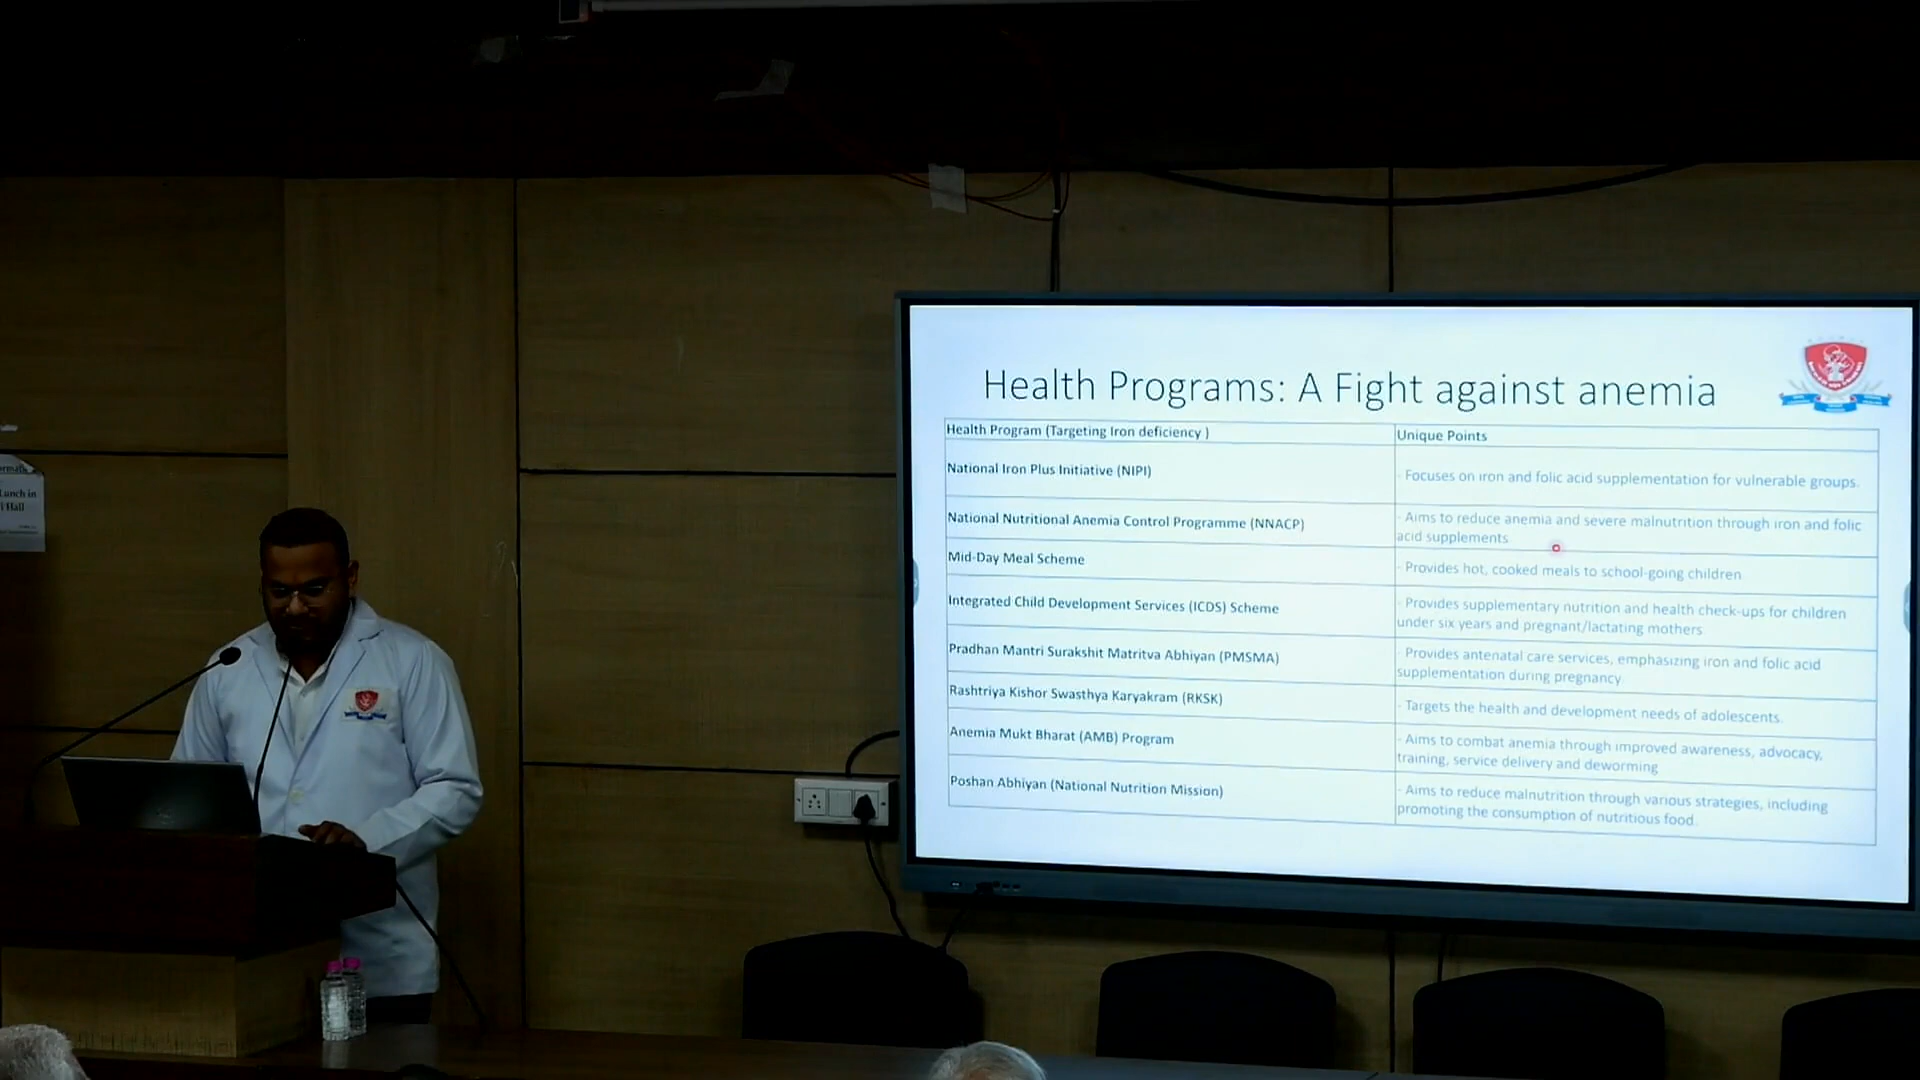 Lunch in
Hall
Health Programs: A Fight against anemia
Health Program (Targeting Iron deficiency )
Unique Points
National Iron Plus Initiative (NIPI)
- Focuses on iron and folic acid supplementation for vulnerable groups.
National Nutritional Anemia Control Programme (NNACP)
- Aims to reduce anemia and severe malnutrition through iron and folic
acid supplements
Mid-Day Meal Scheme
- Provides hot, cooked meals to school-going children
Integrated Child Development Services (ICDS) Scheme
- Provides supplementary nutrition and health check-ups for children
under six years and pregnant/lactating mothers
Pradhan Mantri Surakshit Matritva Abhiyan (PMSMA)
- Provides antenatal care services, emphasizing iron and folic acid
supplementation during pregnancy
Rashtriya Kishor Swasthya Karyakram (RKSK)
- Targets the health and development needs of adolescents.
Anemia Mukt Bharat (AMB) Program
- Aims to combat anemia through improved awareness, advocacy,
training, service delivery and deworming
Poshan Abhiyan (National Nutrition Mission)
- Aims to reduce malnutrition through various strategies, including
promoting the consumption of nutritious food.